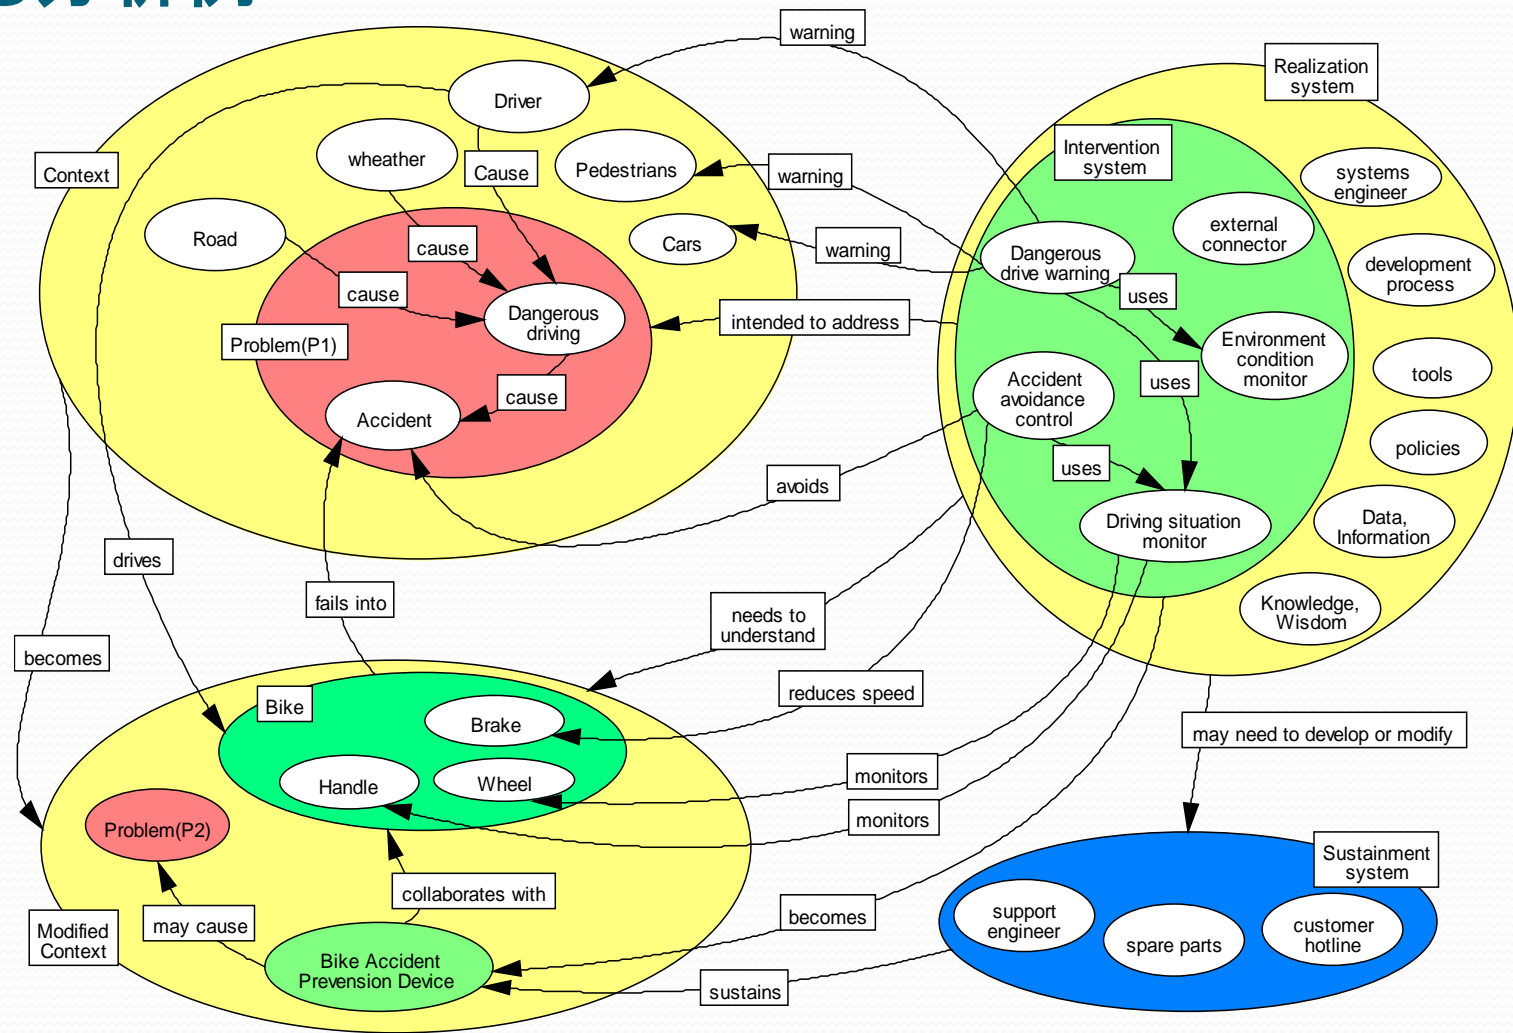 分析例
warning
Realization
system
Driver
Intervention
system
wheather
Cause
Pedestrians
Context
warning
systems
engineer
Road
cause
Cars
warning
external
connector
Dangerous
drive warning
development
process
cause
uses
Dangerous
driving
intended to address
Problem(P1)
Environment
condition
monitor
cause
Accident
Accident
avoidance
control
uses
tools
policies
uses
avoids
Driving situation
monitor
Data,
Information
drives
fails into
needs to
understand
Knowledge,
Wisdom
becomes
Bike
reduces speed
Brake
may need to develop or modify
Handle
Wheel
monitors
monitors
Problem(P2)
Sustainment
system
collaborates with
becomes
support
engineer
spare parts
customer
hotline
Modified
Context
may cause
Bike Accident
Prevension Device
sustains